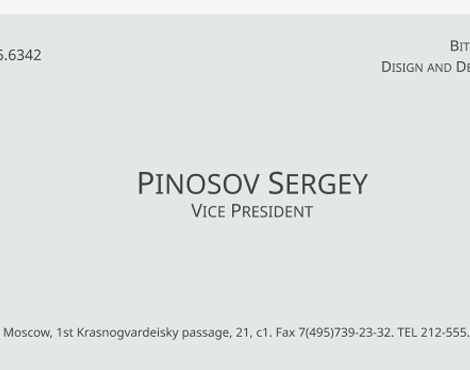 5.6342
BIT
DISIGN AND DE
PINOSOV SERGEY
VICE PRESIDENT
Moscow, 1st Krasnogvardeisky passage, 21, c1. Fax 7(495)739-23-32. TEL 212-555.